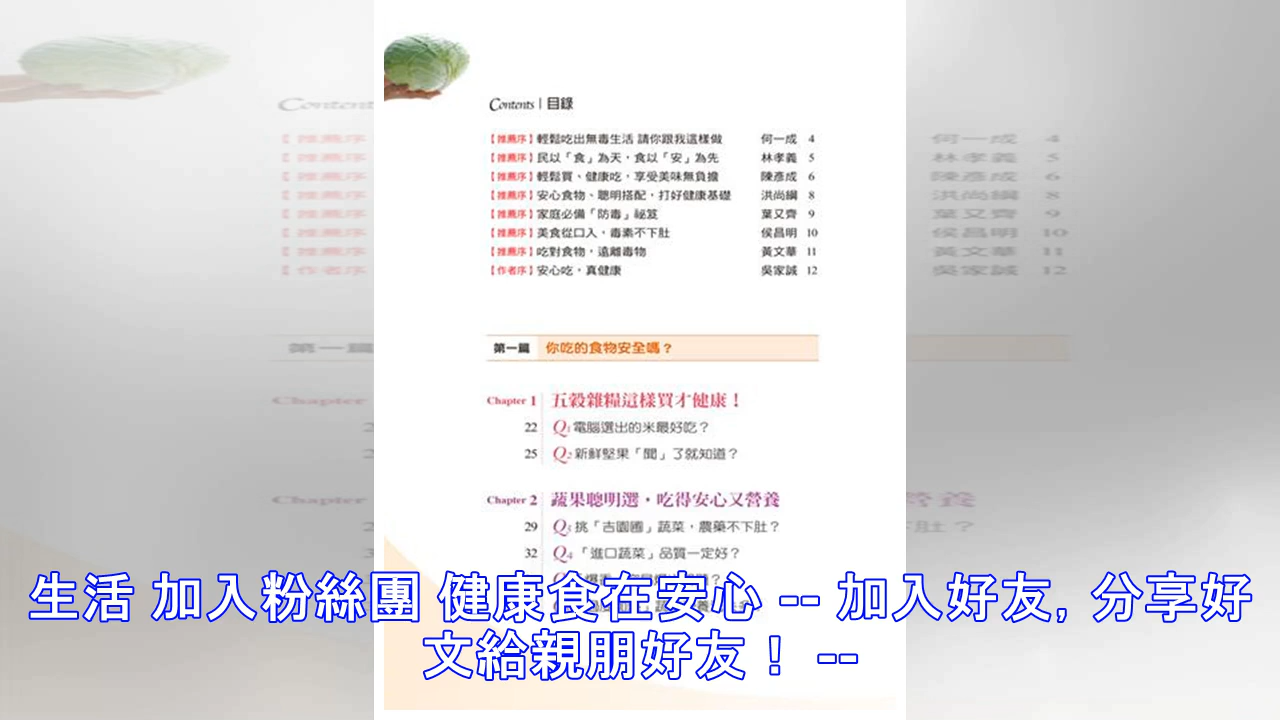 Contents | 目錄
【推薦序】輕鬆吃出無毒生活 請你跟我這樣做 何一成 4
【推薦序】民以「食」為天，食以「安」為先 林孝義 5
【推薦序】輕鬆買、健康吃，享受美味無負擔 陳彥成 6
【推薦序】安心食物、聰明搭配，打好健康基礎 洪尚綱 8
【推薦序】家庭必備「防毒」祕笈 葉又齊 9
【推薦序】美食從口入，毒素不下肚 侯昌明 10
【推薦序】吃對食物，遠離毒物 黃文華 11
【作者序】安心吃，真健康 吳家誠 12
第一篇 你吃的食物安全嗎？
Chapter 1 五穀雜糧這樣買才健康！
22 Q1 電腦選出的米最好吃？
25 Q2 新鮮堅果「聞」了就知道？
Chapter 2 蔬果聰明選，吃得安心又營養
29 Q3 挑「吉園圃」蔬菜，農藥不下肚？
32 Q4 「進口蔬菜」品質一定好？
生活 加入粉絲團 健康食在安心 -- 加入好友, 分享好
文給親朋好友！ --